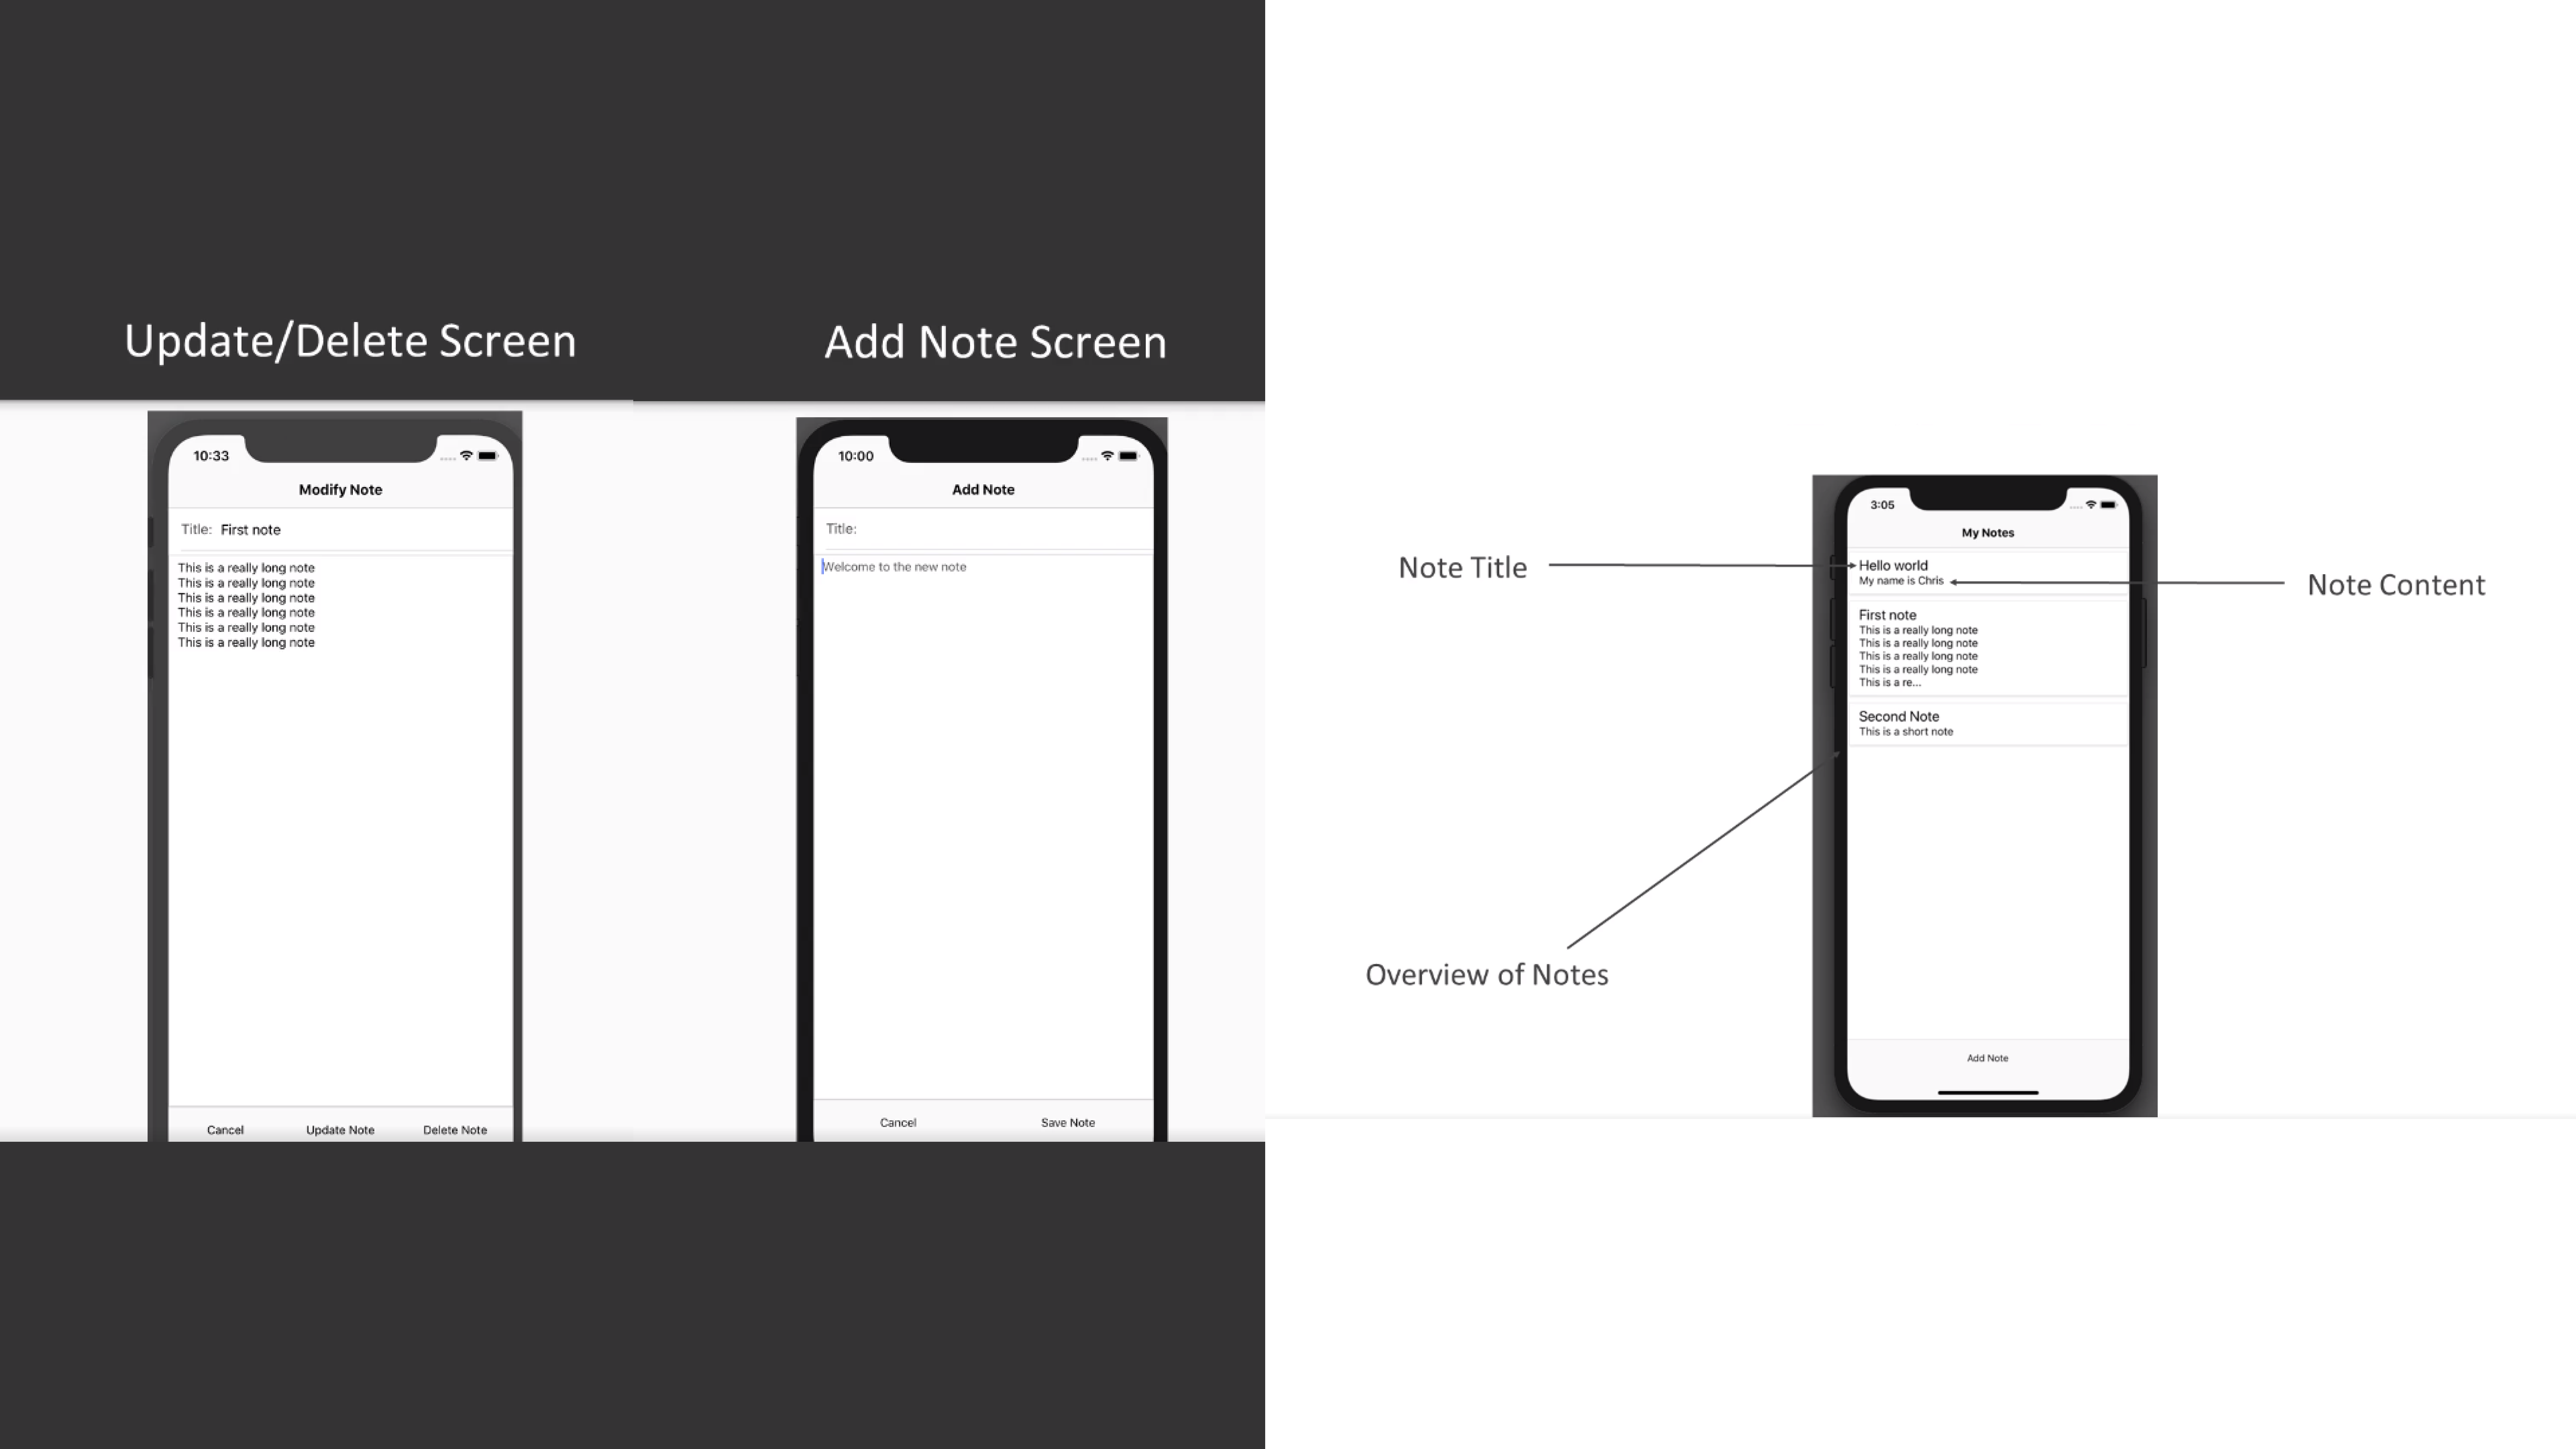 Update/Delete Screen
10:33
Modify Note
Title: First note
This is a really long note
This is a really long note
This is a really long note
This is a really long note
This is a really long note
This is a really long note
Cancel Update Note Delete Note
Add Note Screen
10:00
Add Note
Title:
Welcome to the new note
Cancel Save Note
Note Title
Overview of Notes
3:05
My Notes
Hello world
My name is Chris
First note
This is a really long note
This is a really long note
This is a really long note
This is a really long note
This is a re...
Second Note
This is a short note
Add Note
Note Content